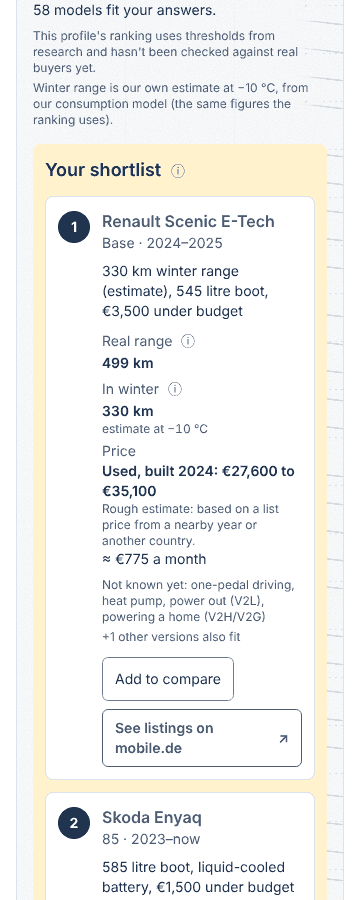 58 models fit your answers.
This profile's ranking uses thresholds from
research and hasn't been checked against real
buyers yet.
Winter range is our own estimate at −10 °C, from
our consumption model (the same figures the
ranking uses).
Your shortlist ⓘ
1
Renault Scenic E-Tech
Base · 2024–2025
330 km winter range
(estimate), 545 litre boot,
€3,500 under budget
Real range ⓘ
499 km
In winter ⓘ
330 km
estimate at −10 °C
Price
Used, built 2024: €27,600 to
€35,100
Rough estimate: based on a list
price from a nearby year or
another country.
≈ €775 a month
Not known yet: one-pedal driving,
heat pump, power out (V2L),
powering a home (V2H/V2G)
+1 other versions also fit
Add to compare
See listings on
mobile.de
2
Skoda Enyaq
85 · 2023–now
585 litre boot, liquid-cooled
battery, €1,500 under budget